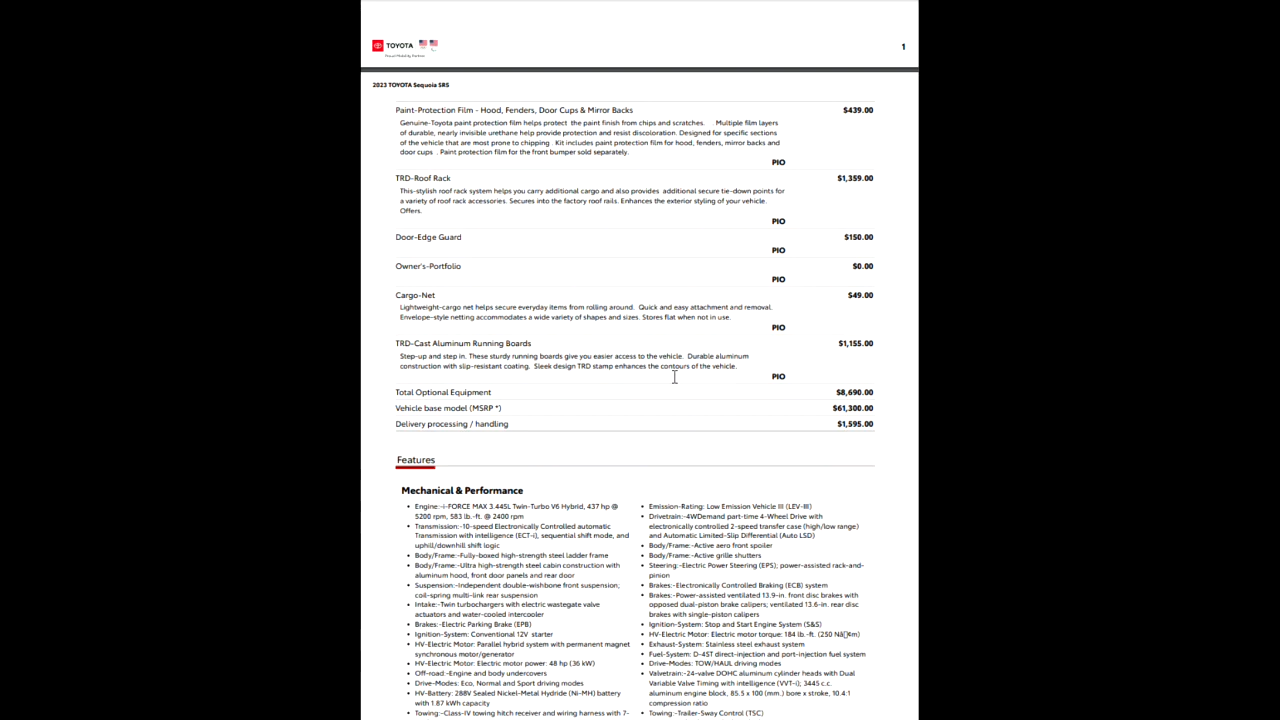 TOYOTA
1
2023 TOYOTA Sequoia SR5
Paint-Protection Film - Hood, Fenders, Door Cups & Mirror Backs $439.00
Genuine-Toyota paint protection film helps protect the paint finish from chips and scratches. Multiple film layers
of durable, nearly invisible urethane help provide protection and resist discoloration. Designed for specific sections
of the vehicle that are most prone to chipping . Kit includes paint protection film for hood, fenders, mirror backs and
door cups . Paint protection film for the front bumper sold separately.
PIO
TRD-Roof Rack $1,359.00
This-stylish roof rack system helps you carry additional cargo and also provides additional secure tie-down points for
a variety of roof rack accessories. Secures into the factory roof rails. Enhances the exterior styling of your vehicle.
Offers.
PIO
Door-Edge Guard $150.00
PIO
Owner's-Portfolio $0.00
PIO
Cargo-Net $49.00
Lightweight-cargo net helps secure everyday items from rolling around. Quick and easy attachment and removal.
Envelope-style netting accommodates a wide variety of shapes and sizes. Stores flat when not in use.
PIO
TRD-Cast Aluminum Running Boards $1,155.00
Step-up and step in. These sturdy running boards give you easier access to the vehicle. Durable aluminum
construction with slip-resistant coating. Sleek design TRD stamp enhances the contours of the vehicle.
PIO
Total Optional Equipment $8,690.00
Vehicle base model (MSRP *) $61,300.00
Delivery processing / handling $1,595.00
Features
Mechanical & Performance
• Engine:-i-FORCE MAX 3.445L Twin-Turbo V6 Hybrid, 437 hp @
5200 rpm, 583 lb.-ft. @ 2400 rpm
• Transmission:-10-speed Electronically Controlled automatic
Transmission with intelligence (ECT-i), sequential shift mode, and
uphill/downhill shift logic
• Body/Frame:-Fully-boxed high-strength steel ladder frame
• Body/Frame:-Ultra high-strength steel cabin construction with
aluminum hood, front door panels and rear door
• Suspension:-Independent double-wishbone front suspension;
coil-spring multi-link rear suspension
• Intake:-Twin turbochargers with electric wastegate valve
actuators and water-cooled intercooler
• Brakes:-Electric Parking Brake (EPB)
• Ignition-System: Conventional 12V starter
• HV-Electric Motor: Parallel hybrid system with permanent magnet
synchronous motor/generator
• HV-Electric Motor: Electric motor power: 48 hp (36 kW)
• Off-road:-Engine and body undercovers
• Drive-Modes: Eco, Normal and Sport driving modes
• HV-Battery: 288V Sealed Nickel-Metal Hydride (Ni-MH) battery
with 1.87 kWh capacity
• Towing:-Class-IV towing hitch receiver and wiring harness with 7-
• Emission-Rating: Low Emission Vehicle III (LEV-III)
• Drivetrain:-4WDemand part-time 4-Wheel Drive with
electronically controlled 2-speed transfer case (high/low range)
and Automatic Limited-Slip Differential (Auto LSD)
• Body/Frame:-Active aero front spoiler
• Body/Frame:-Active grille shutters
• Steering:-Electric Power Steering (EPS); power-assisted rack-and-
pinion
• Brakes:-Electronically Controlled Braking (ECB) system
• Brakes:-Power-assisted ventilated 13.9-in. front disc brakes with
opposed dual-piston brake calipers; ventilated 13.6-in. rear disc
brakes with single-piston calipers
• Ignition-System: Stop and Start Engine System (S&S)
• HV-Electric Motor: Electric motor torque: 184 lb.-ft. (250 Nâ▯¢m)
• Exhaust-System: Stainless steel exhaust system
• Fuel-System: D-4ST direct-injection and port-injection fuel system
• Drive-Modes: TOW/HAUL driving modes
• Valvetrain:-24-valve DOHC aluminum cylinder heads with Dual
Variable Valve Timing with intelligence (VVT-i); 3445 c.c.
aluminum engine block, 85.5 x 100 (mm.) bore x stroke, 10.4:1
compression ratio
• Towing:-Trailer-Sway Control (TSC)